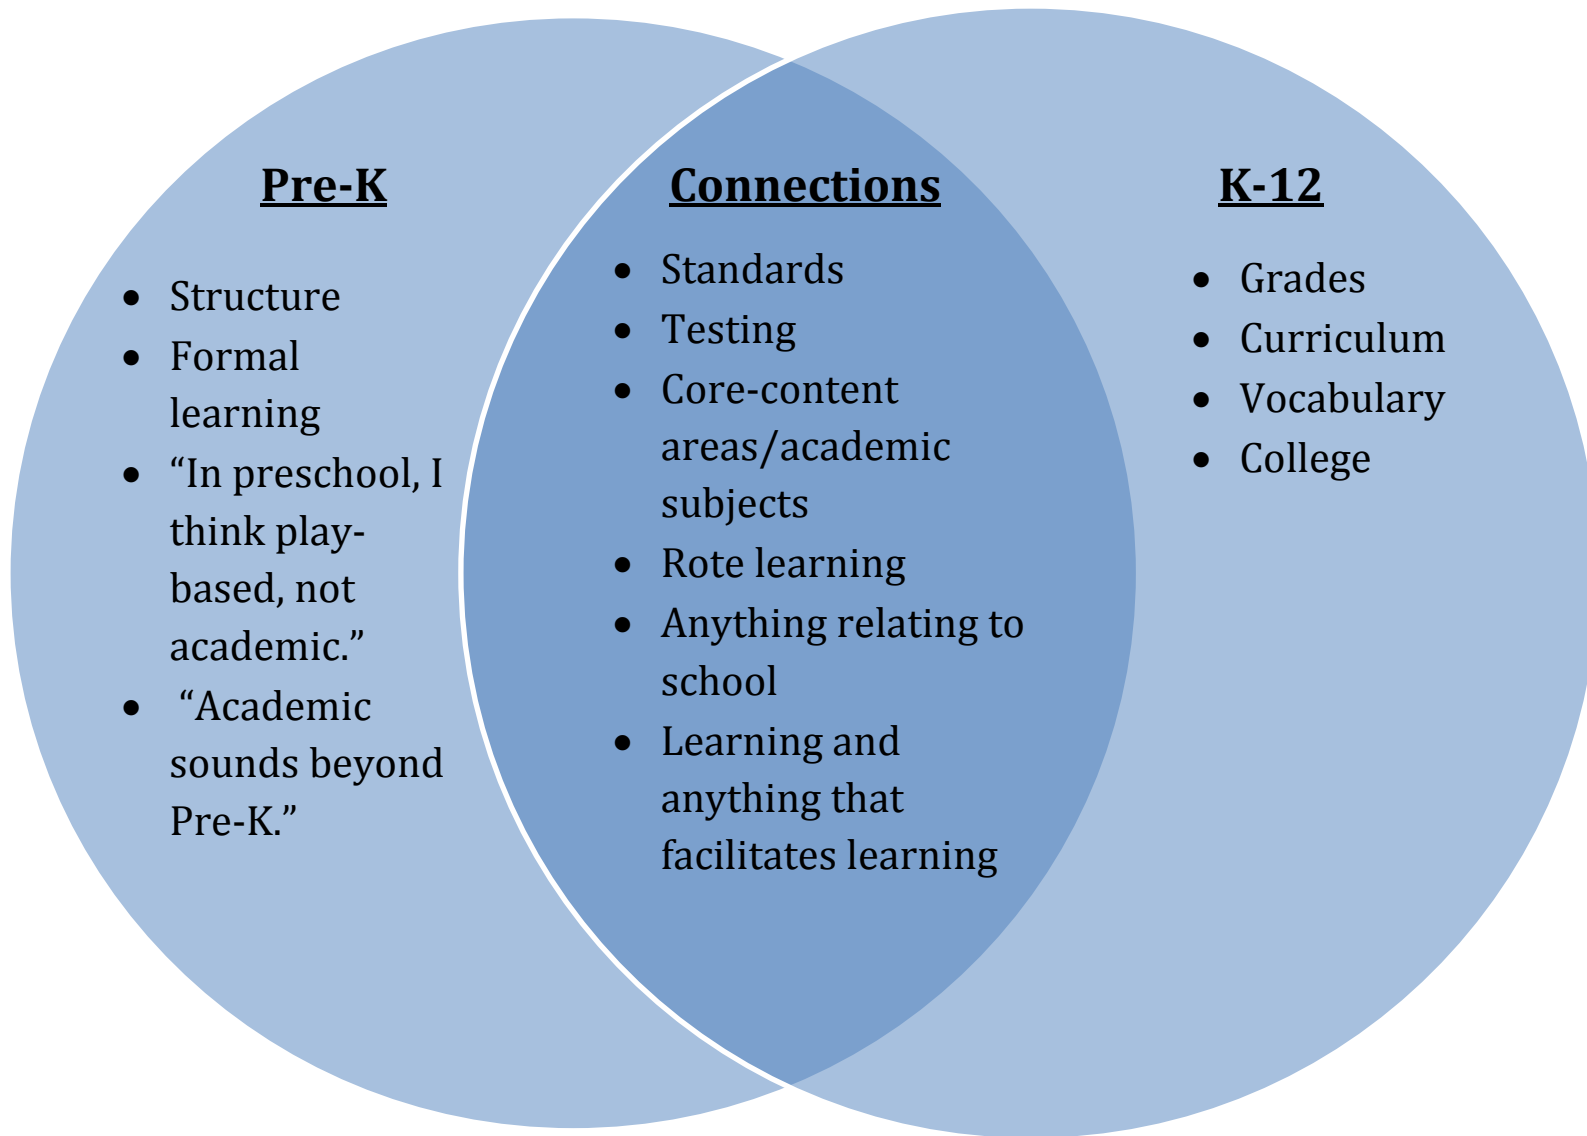 Pre-K
• Structure
• Formal
learning
• “In preschool, I
think play-
based, not
academic.”
• “Academic
sounds beyond
Pre-K.”
Connections
• Standards
• Testing
• Core-content
areas/academic
subjects
• Rote learning
• Anything relating to
school
• Learning and
anything that
facilitates learning
K-12
• Grades
• Curriculum
• Vocabulary
• College